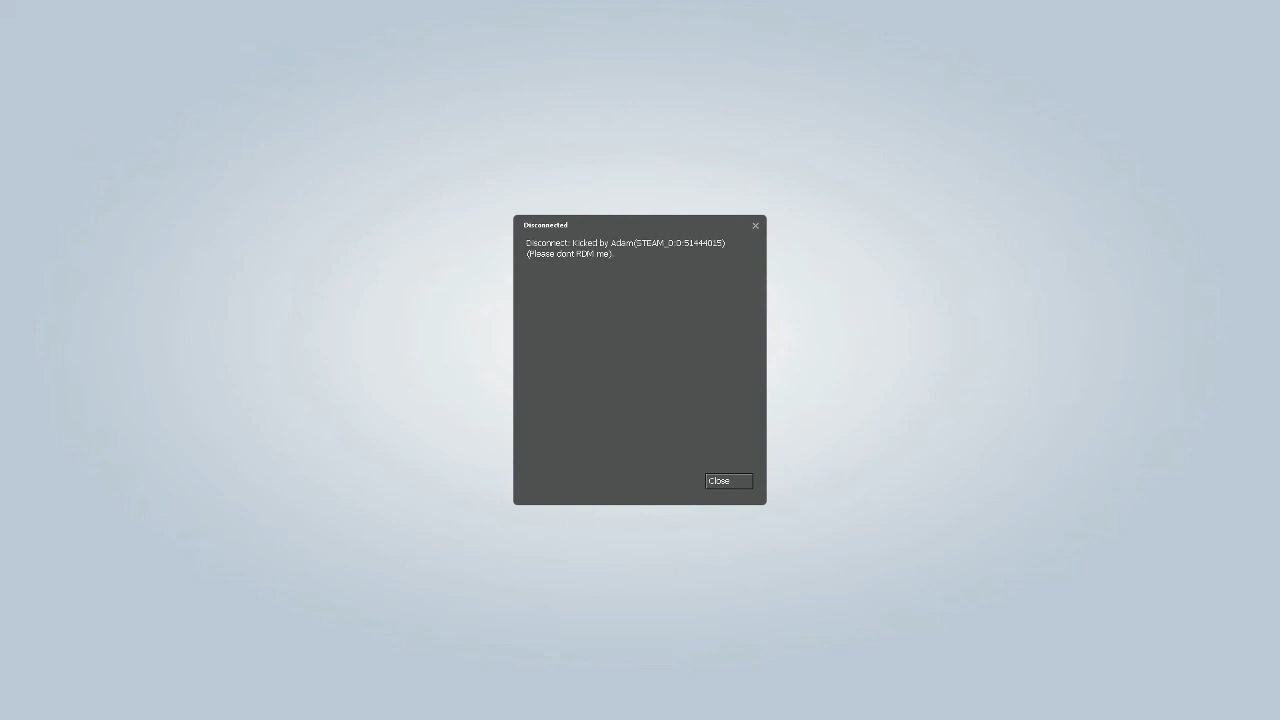 Disconnected
Disconnect: Kicked by Adam(STEAM_0:0:51444015)
(Please dont RDM me).
Close